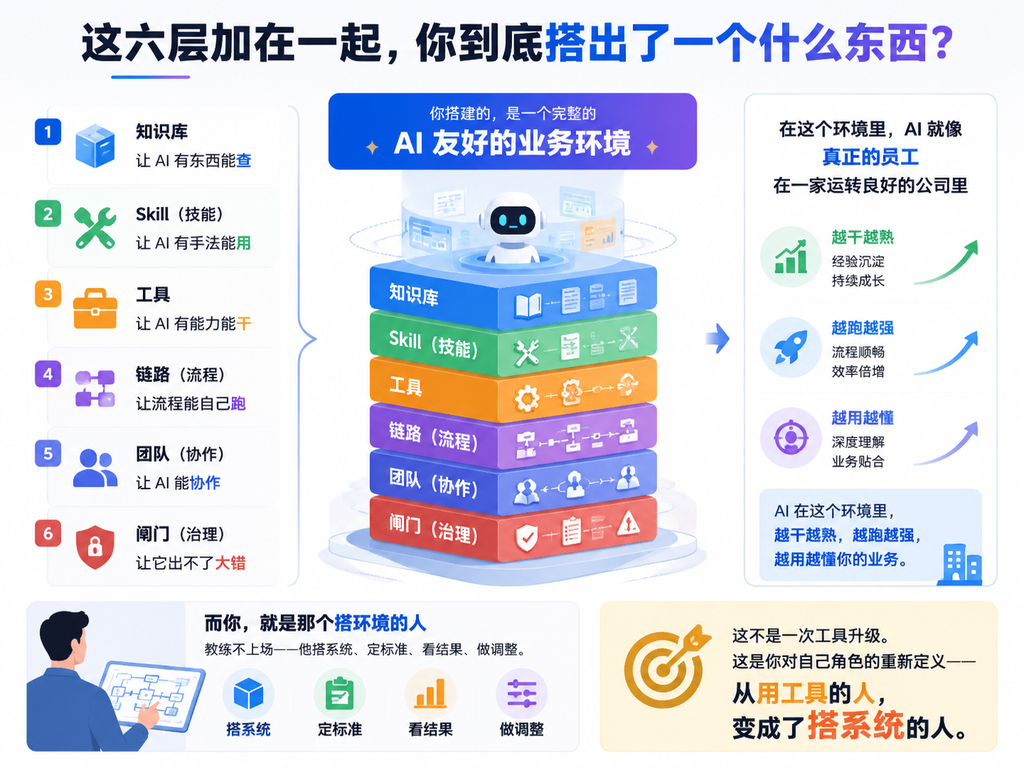 这六层加在一起，你到底搭出了一个什么东西？
1
知识库
让 AI 有东西能查
2
Skill（技能）
让 AI 有手法能用
3
工具
让 AI 有能力能干
4
链路（流程）
让流程能自己跑
5
团队（协作）
让 AI 能协作
6
闸门（治理）
让它出不了大错
你搭建的，是一个完整的
AI 友好的业务环境
知识库
Skill（技能）
工具
链路（流程）
团队（协作）
闸门（治理）
在这个环境里，AI 就像
真正的员工
在一家运转良好的公司里
越干越熟
经验沉淀
持续成长
越跑越强
流程顺畅
效率倍增
越用越懂
深度理解
业务贴合
AI 在这个环境里，
越干越熟，越跑越强，
越用越懂你的业务。
而你，就是那个搭环境的人
教练不上场——他搭系统、定标准、看结果、做调整。
搭系统
定标准
看结果
做调整
这不是一次工具升级。
这是你对自己角色的重新定义——
从用工具的人，
变成了搭系统的人。